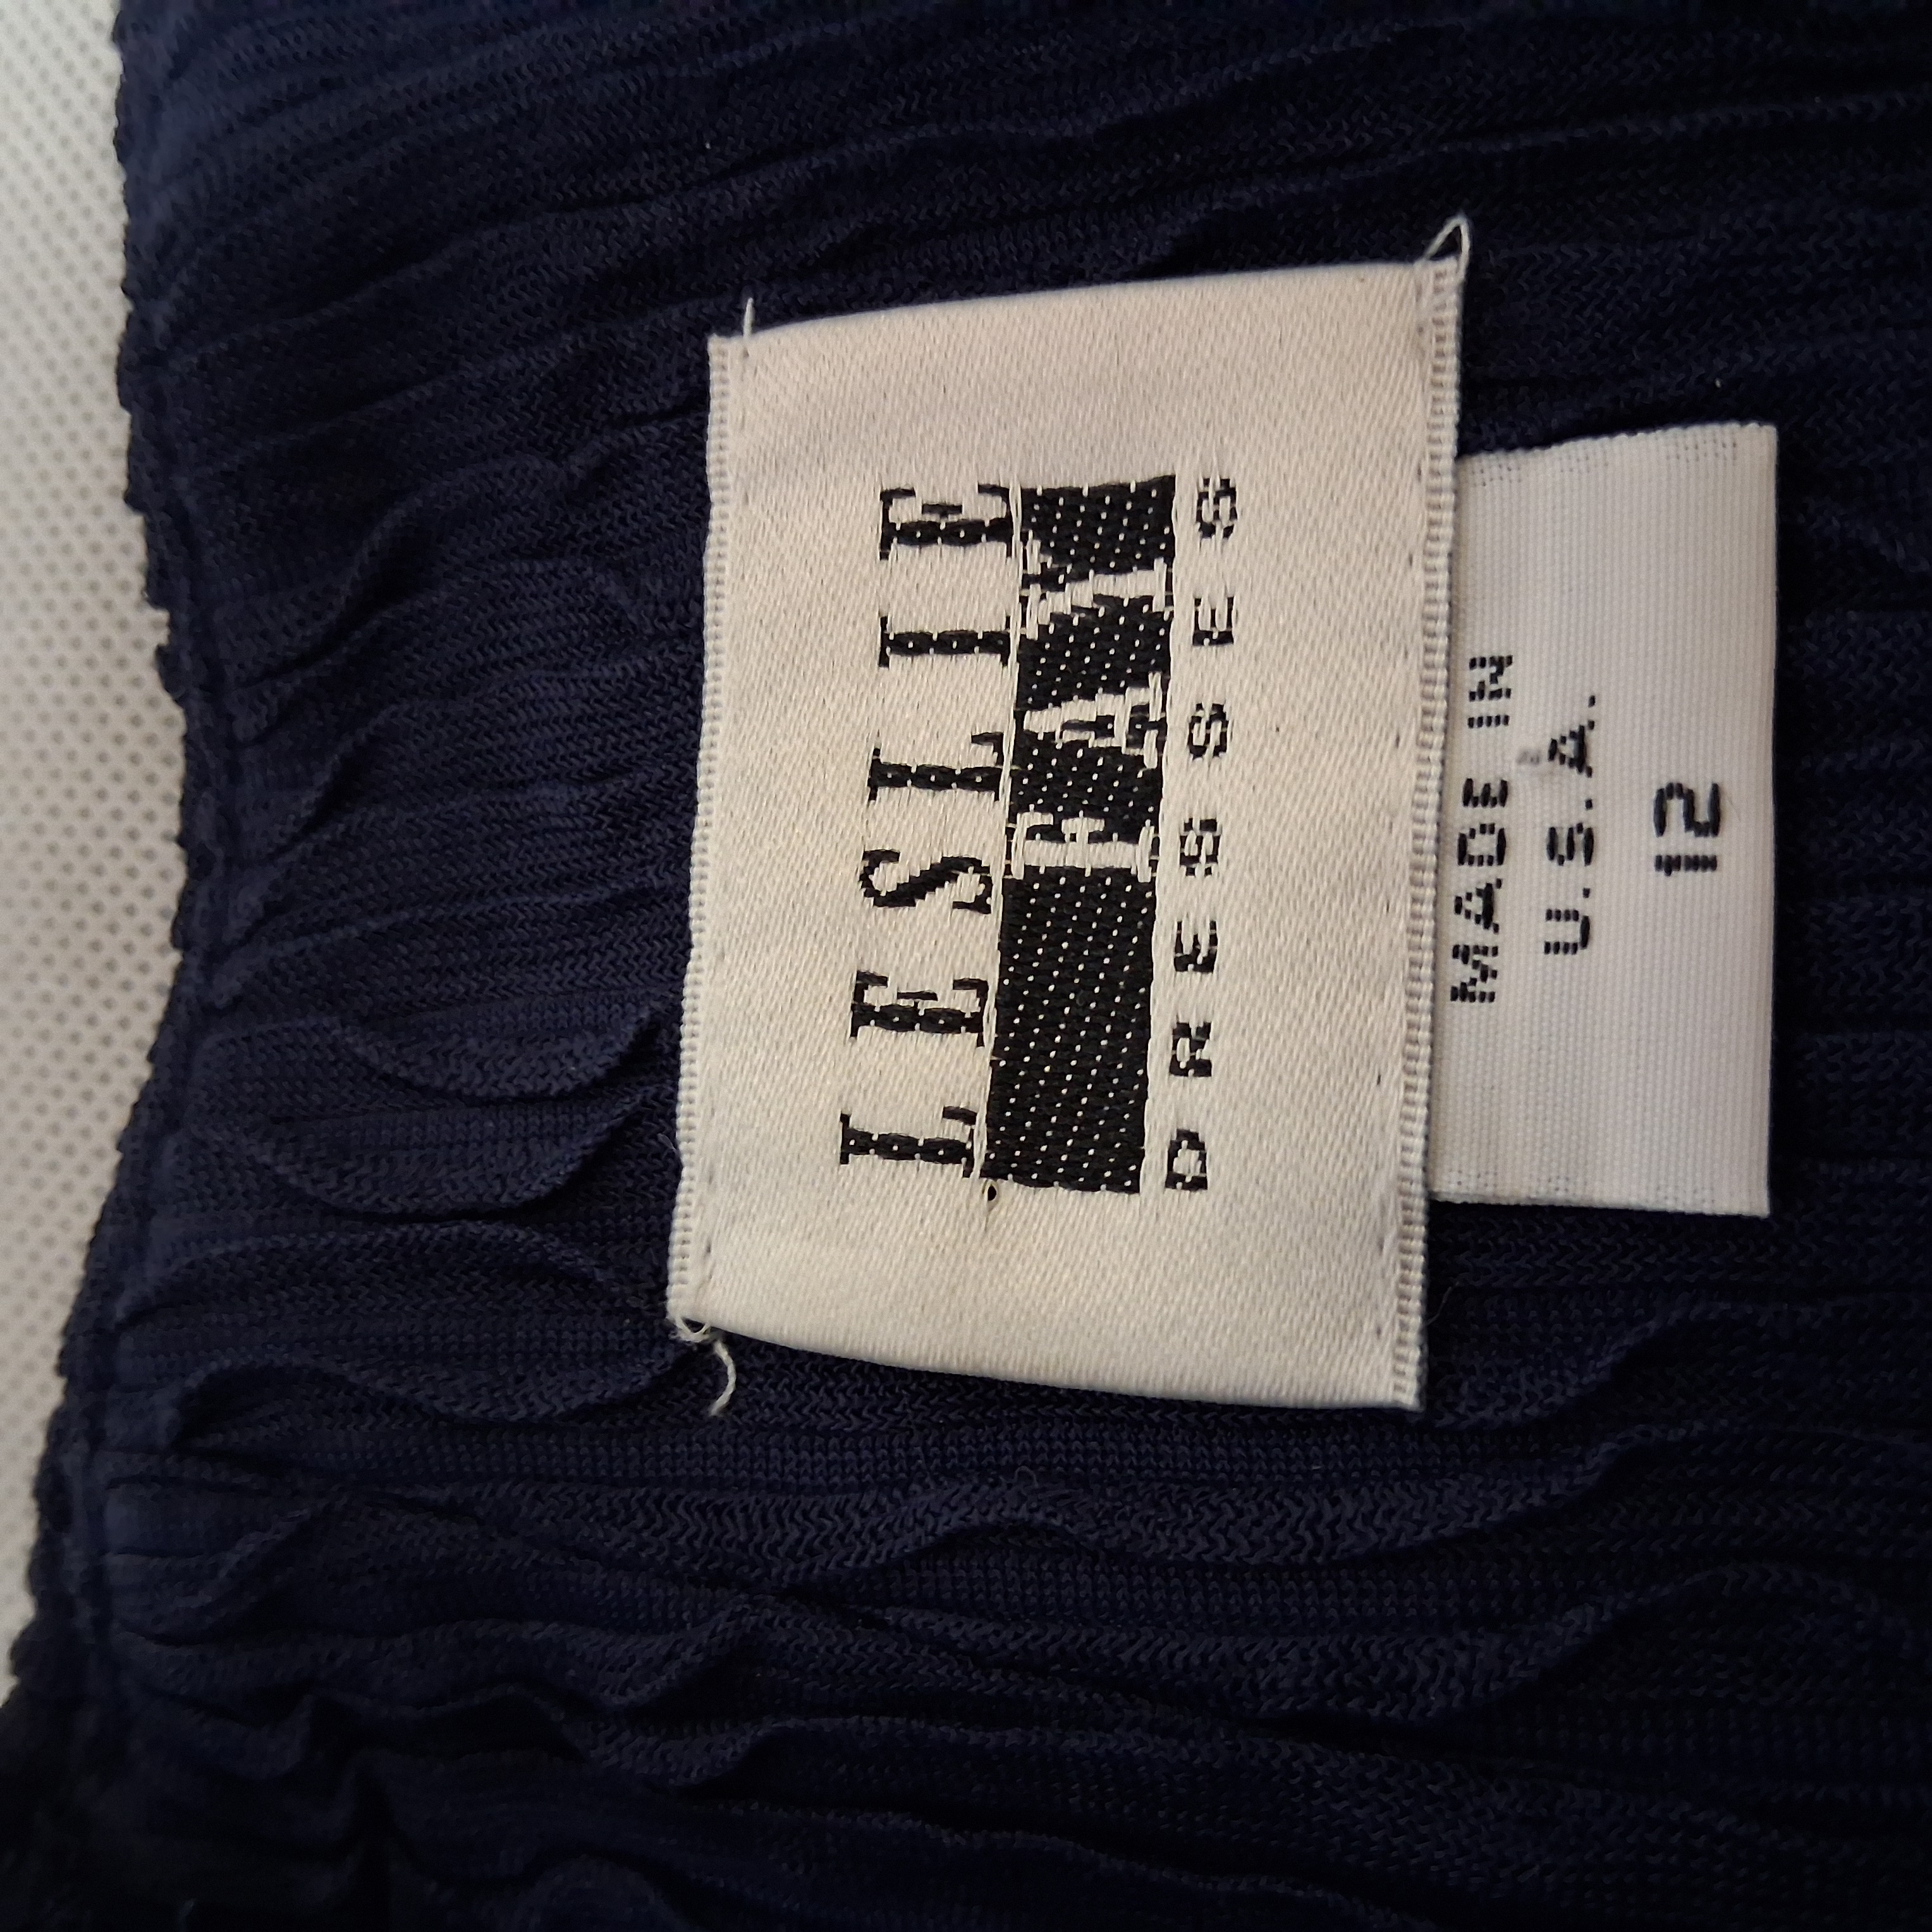 LESLIE
FAY
DRESSES
MADE IN
U.S.A.
12